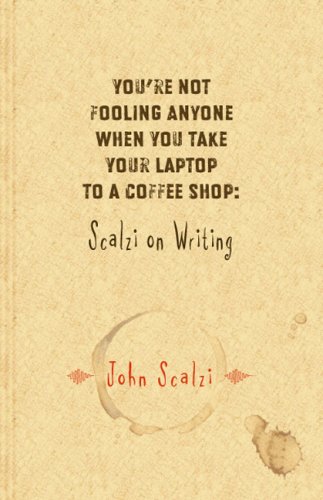 YOU'RE NOT
FOOLING ANYONE
WHEN YOU TAKE
YOUR LAPTOP
TO A COFFEE SHOP:
Scalzi on Writing
John Scalzi